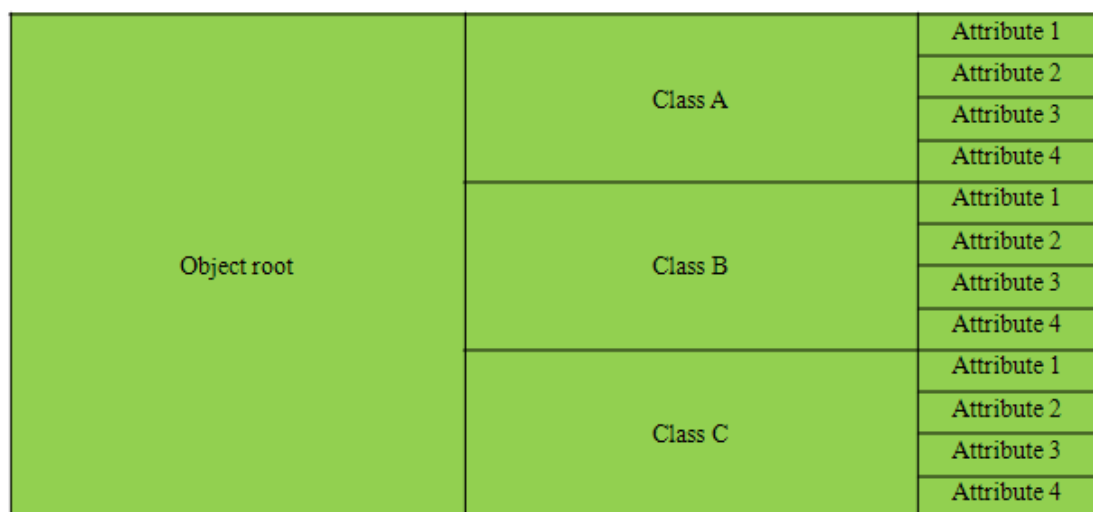 Object root
Class A
Attribute 1
Attribute 2
Attribute 3
Attribute 4
Class B
Attribute 1
Attribute 2
Attribute 3
Attribute 4
Class C
Attribute 1
Attribute 2
Attribute 3
Attribute 4